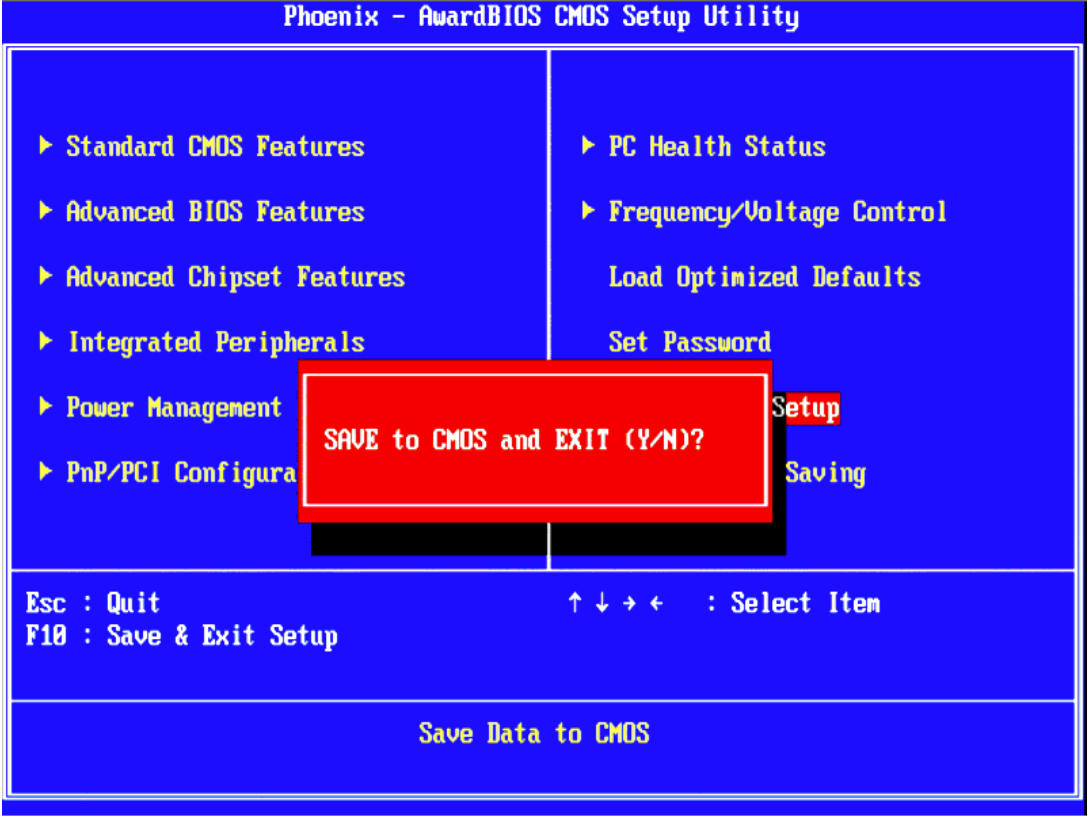 Phoenix - AwardBIOS CMOS Setup Utility
Standard CMOS Features
Advanced BIOS Features
Advanced Chipset Features
Integrated Peripherals
Power Management
PnP/PCI Configura
PC Health Status
Frequency/Voltage Control
Load Optimized Defaults
Set Password
Setup
Saving
SAVE to CMOS and EXIT (Y/N)?
Esc : Quit
F10 : Save & Exit Setup
↑ ↓ → ← : Select Item
Save Data to CMOS